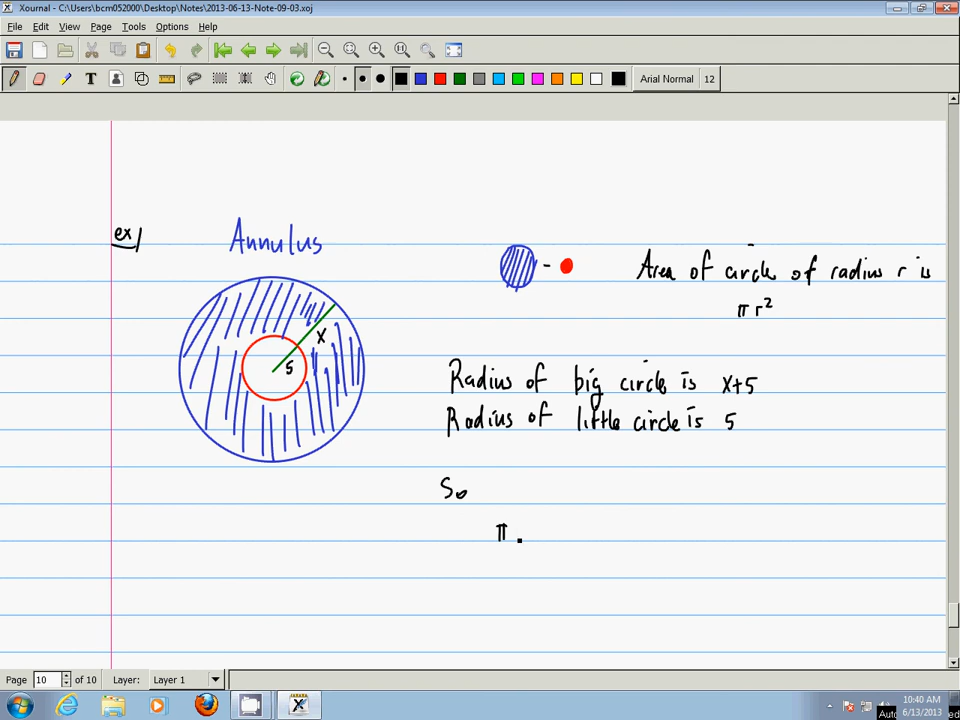 Xournal - C:\Users\bcm052000\Desktop\Notes\2013-06-13-Note-09-03.xoj
File Edit View Page Tools Options Help
Arial Normal 12
ex/ Annulus
- Area of circle of radius r is
π r²
x
5
Radius of big circle is x+5
Radius of little circle is 5
So
π
Page 10 of 10 Layer: Layer 1
10:40 AM
6/13/2013